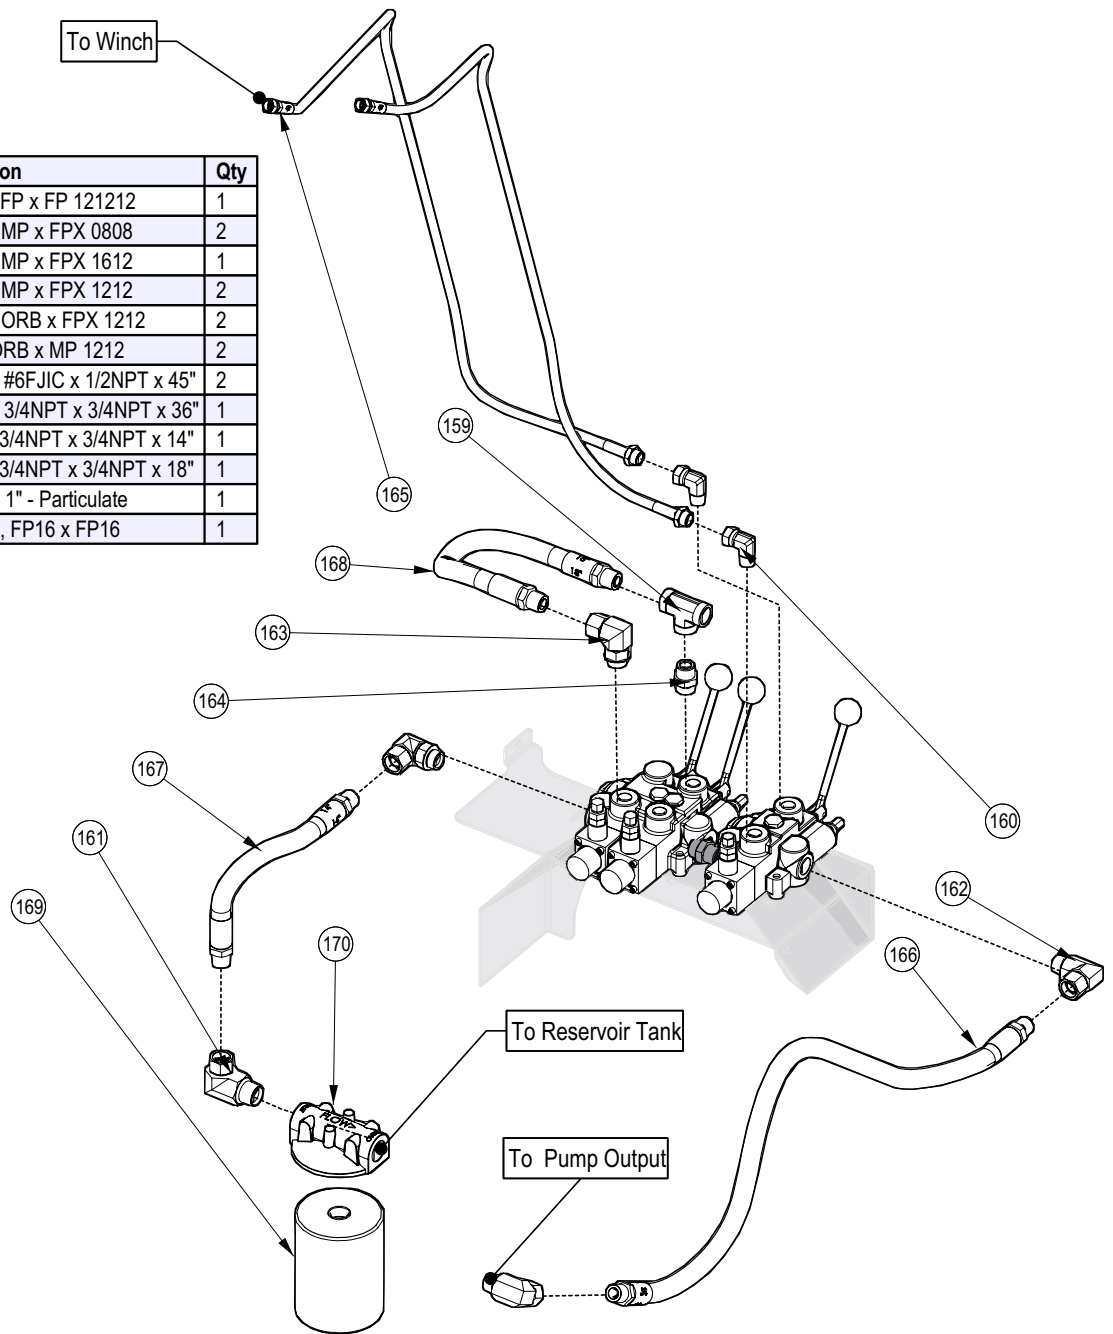 To Winch
on Qty
FP x FP 121212 1
MP x FPX 0808 2
MP x FPX 1612 1
MP x FPX 1212 2
ORB x FPX 1212 2
ORB x MP 1212 2
#6FJIC x 1/2NPT x 45" 2
3/4NPT x 3/4NPT x 36" 1
3/4NPT x 3/4NPT x 14" 1
3/4NPT x 3/4NPT x 18" 1
1" - Particulate 1
, FP16 x FP16 1
159
165
168
18"
163
164
167
160
161
162
169
170
166
FLOW>
To Reservoir Tank
To Pump Output